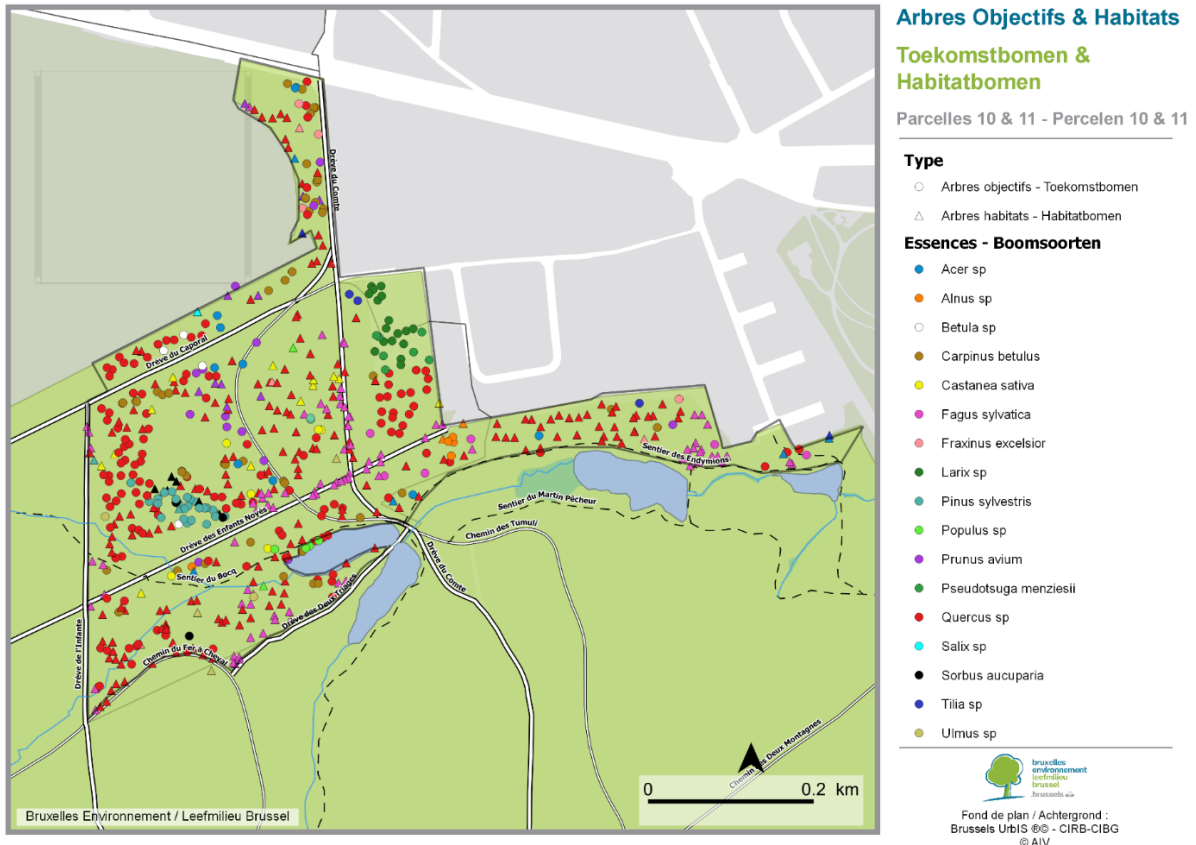 Arbres Objectifs & Habitats
Toekomstbomen &
Habitatbomen
Parcelles 10 & 11 - Percelen 10 & 11
Type
Arbres objectifs - Toekomstbomen
Arbres habitats - Habitatbomen
Essences - Boomsoorten
Acer sp
Alnus sp
Betula sp
Carpinus betulus
Castanea sativa
Fagus sylvatica
Fraxinus excelsior
Larix sp
Pinus sylvestris
Populus sp
Prunus avium
Pseudotsuga menziesii
Quercus sp
Salix sp
Sorbus aucuparia
Tilia sp
Ulmus sp
bruxelles
environnement
leefmilieu
brussel
.brussels
Fond de plan / Achtergrond :
Brussels UrbIS ®© - CIRB-CIBG
© AIV
Drève du Comte
Drève du Caporal
Sentier des Endymions
Sentier du Martin Pêcheur
Chemin des Tumuli
Drève des Enfants Noyés
Sentier du Bocq
Drève du Comte
Drève des Deux Triages
Drève de l'Infante
Chemin du Fer à Cheval
Chemin des Deux Montagnes
0 0.2 km
Bruxelles Environnement / Leefmilieu Brussel